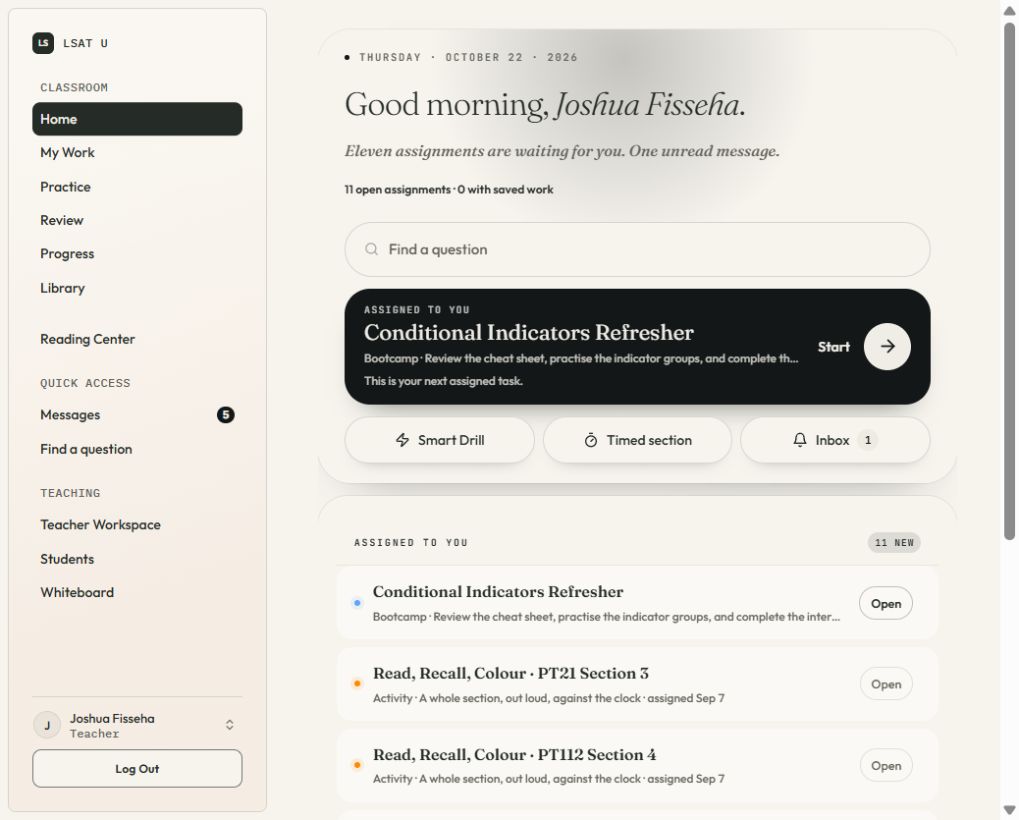 LS LSAT U
CLASSROOM
Home
My Work
Practice
Review
Progress
Library
Reading Center
QUICK ACCESS
Messages 5
Find a question
TEACHING
Teacher Workspace
Students
Whiteboard
J Joshua Fisseha
Teacher
Log Out
THURSDAY · OCTOBER 22 · 2026
Good morning, Joshua Fisseha.
Eleven assignments are waiting for you. One unread message.
11 open assignments · 0 with saved work
Find a question
ASSIGNED TO YOU
Conditional Indicators Refresher
Bootcamp · Review the cheat sheet, practise the indicator groups, and complete th...
This is your next assigned task.
Start
Smart Drill
Timed section
Inbox 1
ASSIGNED TO YOU
11 NEW
Conditional Indicators Refresher
Bootcamp · Review the cheat sheet, practise the indicator groups, and complete the inter...
Open
Read, Recall, Colour · PT21 Section 3
Activity · A whole section, out loud, against the clock · assigned Sep 7
Open
Read, Recall, Colour · PT112 Section 4
Activity · A whole section, out loud, against the clock · assigned Sep 7
Open